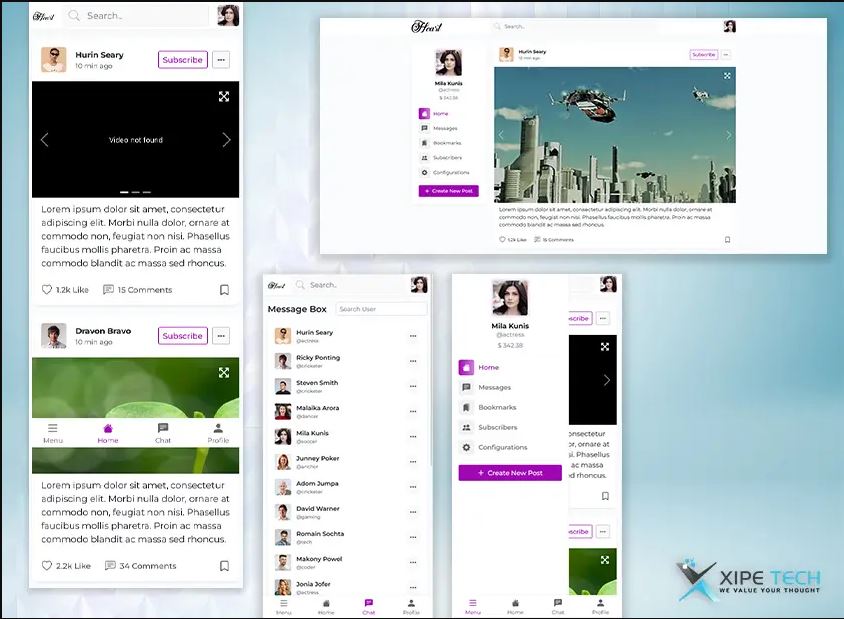 Heart
Search..
Hurin Seary
10 min ago
Subscribe
Video not found
Lorem ipsum dolor sit amet, consectetur
adipiscing elit. Morbi nulla dolor, ornare at
commodo non, feugiat non nisi. Phasellus
faucibus mollis pharetra. Proin ac massa
commodo blandit ac massa sed rhoncus.
1.2k Like
15 Comments
Dravon Bravo
10 min ago
Subscribe
Menu
Home
Chat
Profile
Lorem ipsum dolor sit amet, consectetur
adipiscing elit. Morbi nulla dolor, ornare at
commodo non, feugiat non nisi. Phasellus
faucibus mollis pharetra. Proin ac massa
commodo blandit ac massa sed rhoncus.
2.2k Like
34 Comments
Heart
Search..
Mila Kunis
@actress
$ 342.38
Home
Messages
Bookmarks
Subscribers
Configurations
+ Create New Post
Hurin Seary
10 min ago
Subscribe
Lorem ipsum dolor sit amet, consectetur adipiscing elit. Morbi nulla dolor, ornare at
commodo non, feugiat non nisi. Phasellus faucibus mollis pharetra. Proin ac massa
commodo blandit ac massa sed rhoncus.
1.2k Like
15 Comments
Heart
Search..
Message Box
Search User
Hurin Seary
@actress
Ricky Ponting
@cricketer
Steven Smith
@cricketer
Malaika Arora
@dancer
Mila Kunis
@soccer
Junney Poker
@anchor
Adom Jumpa
@cricketer
David Warner
@gaming
Romain Sochta
@tech
Makony Powel
@coder
Jonia Jofer
@actress
Menu
Home
Chat
Profile
Mila Kunis
@actress
$ 342.38
Home
Messages
Bookmarks
Subscribers
Configurations
+ Create New Post
scribe
onsectetur
or, ornare at
si. Phasellus
c massa
noncus.
scribe
Menu
Home
Chat
Profile
XIPE TECH
WE VALUE YOUR THOUGHT